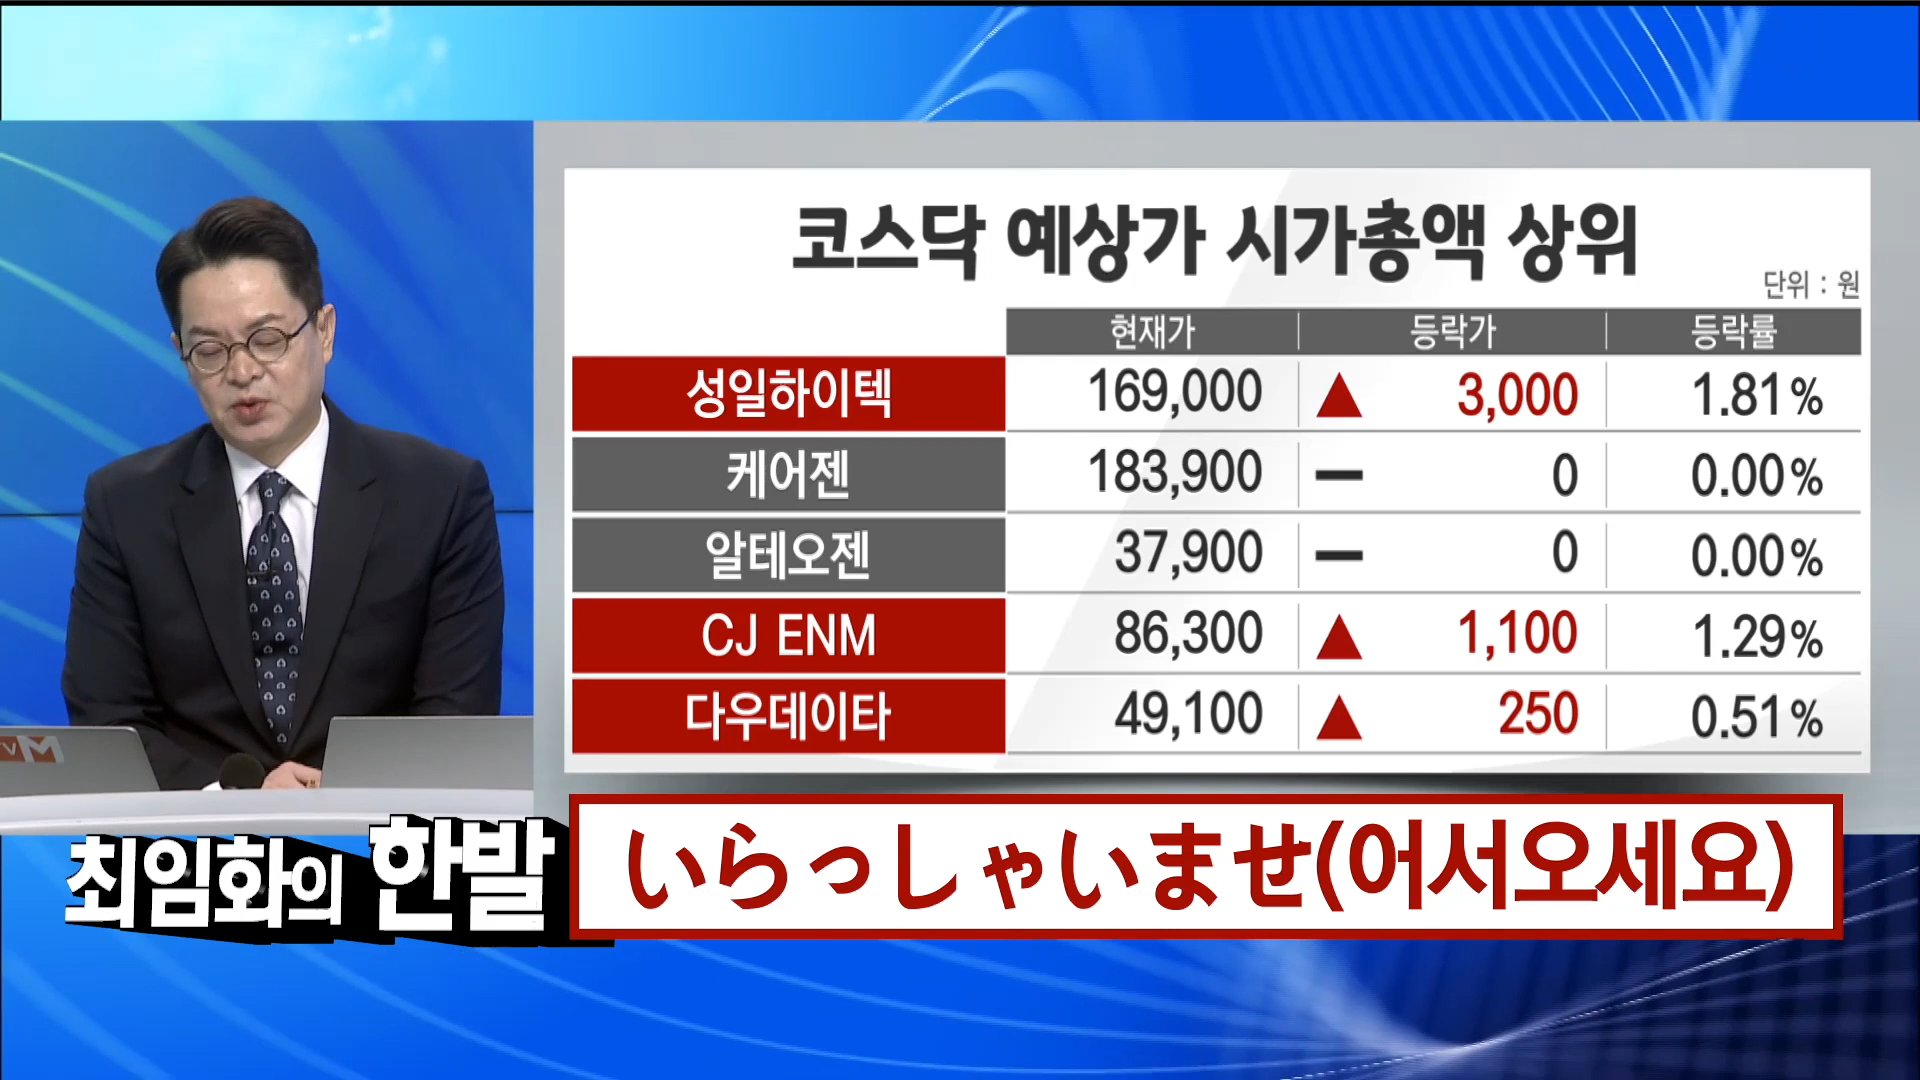 코스닥 예상가 시가총액 상위
단위 : 원
현재가 등락가 등락률
성일하이텍 169,000 ▲ 3,000 1.81%
케어젠 183,900 ━ 0 0.00%
알테오젠 37,900 ━ 0 0.00%
CJ ENM 86,300 ▲ 1,100 1.29%
다우데이타 49,100 ▲ 250 0.51%
TVM
최임화의 한발
いらっしゃいませ(어서오세요)